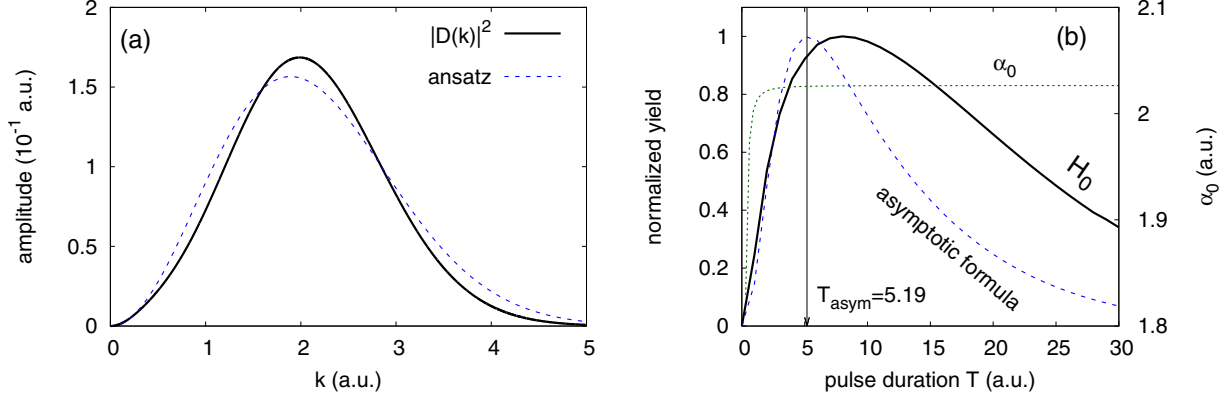 (a)
|D(k)|²
ansatz
amplitude (10⁻¹ a.u.)
2
1.5
1
0.5
0
0 1 2 3 4 5
k (a.u.)
(b)
α₀
H₀
asymptotic formula
T_asym=5.19
normalized yield
1
0.8
0.6
0.4
0.2
0
2.1
2
1.9
1.8
α₀ (a.u.)
0 5 10 15 20 25 30
pulse duration T (a.u.)